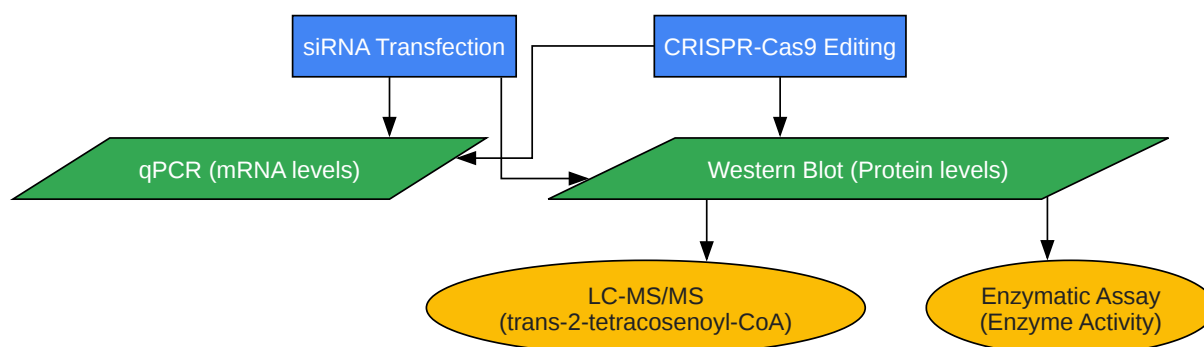 siRNA Transfection
CRISPR-Cas9 Editing
qPCR (mRNA levels)
Western Blot (Protein levels)
LC-MS/MS
(trans-2-tetracosenoyl-CoA)
Enzymatic Assay
(Enzyme Activity)